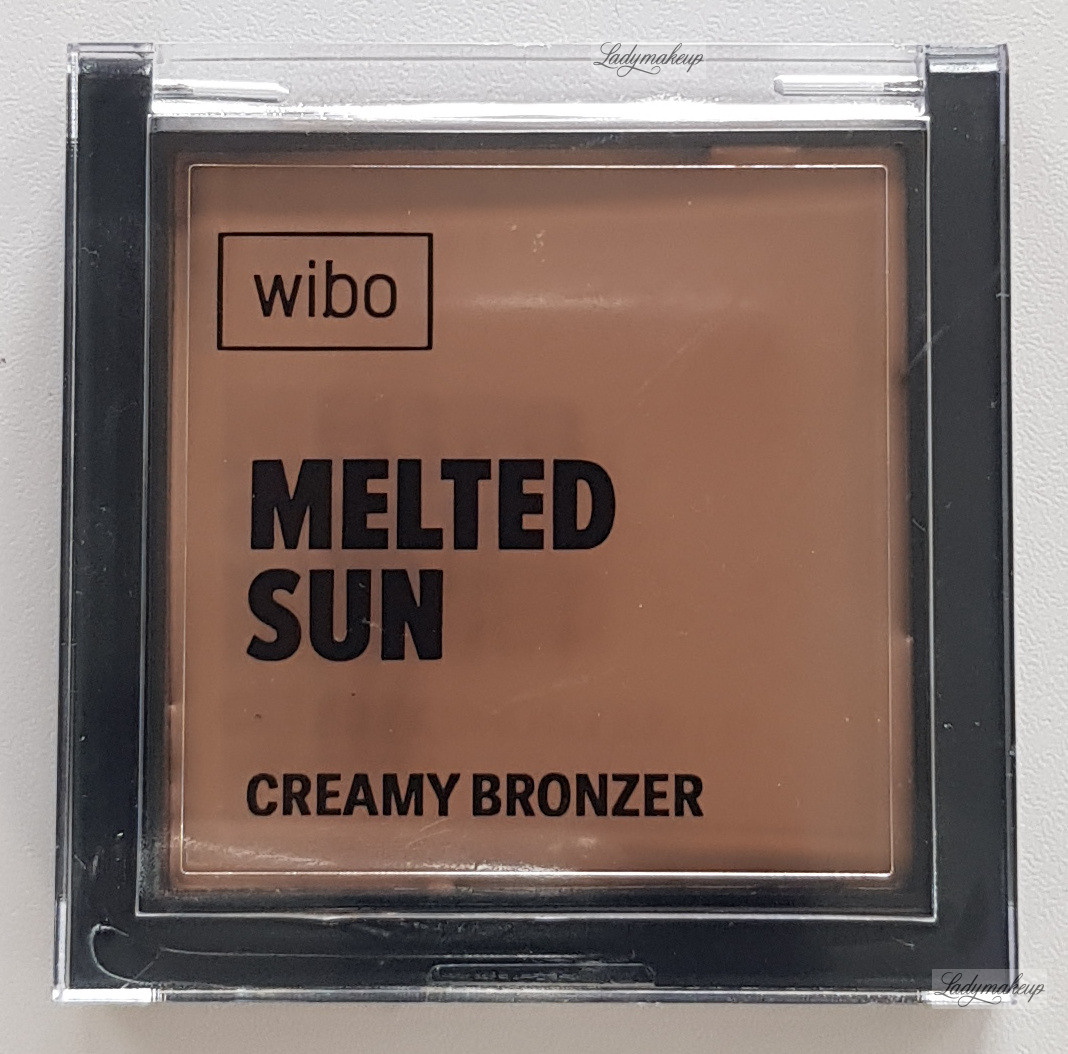 Ladymakeup
wibo
MELTED
SUN
CREAMY BRONZER
Ladymakeup